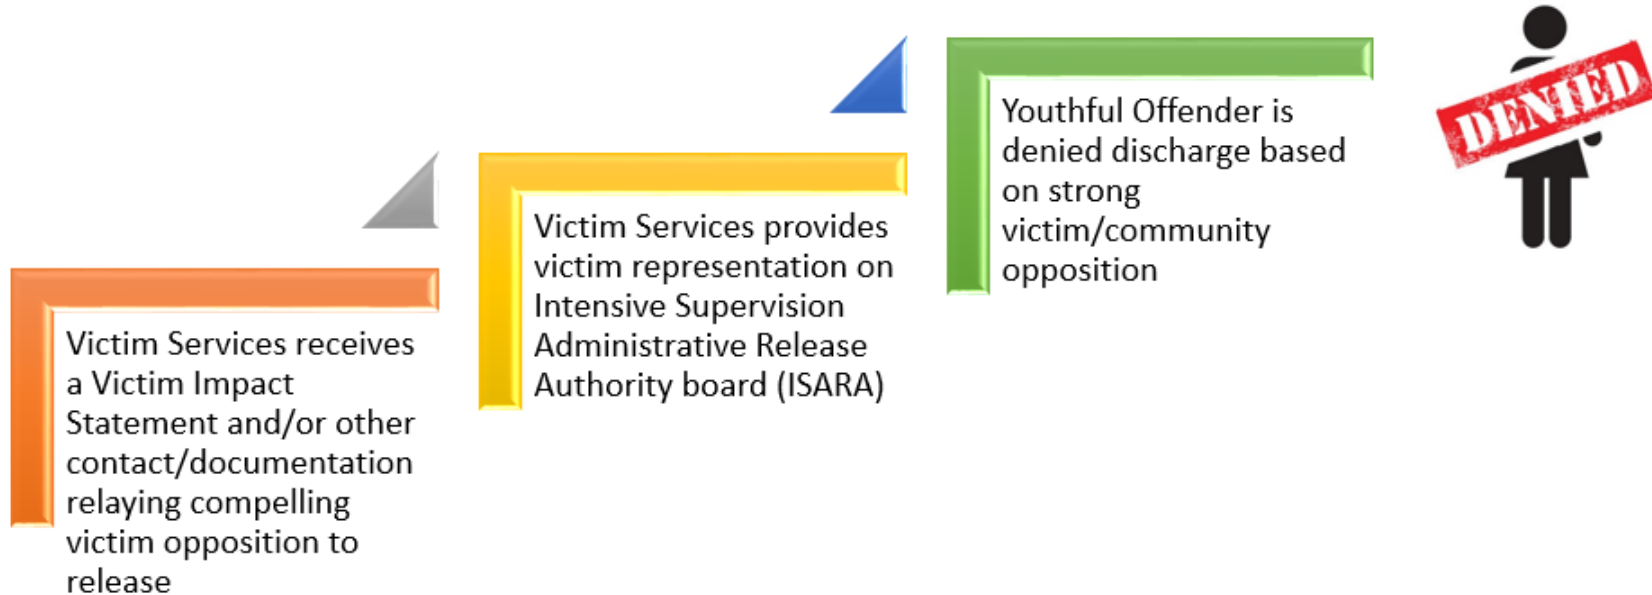 Victim Services receives
a Victim Impact
Statement and/or other
contact/documentation
relaying compelling
victim opposition to
release
Victim Services provides
victim representation on
Intensive Supervision
Administrative Release
Authority board (ISARA)
Youthful Offender is
denied discharge based
on strong
victim/community
opposition
DENIED